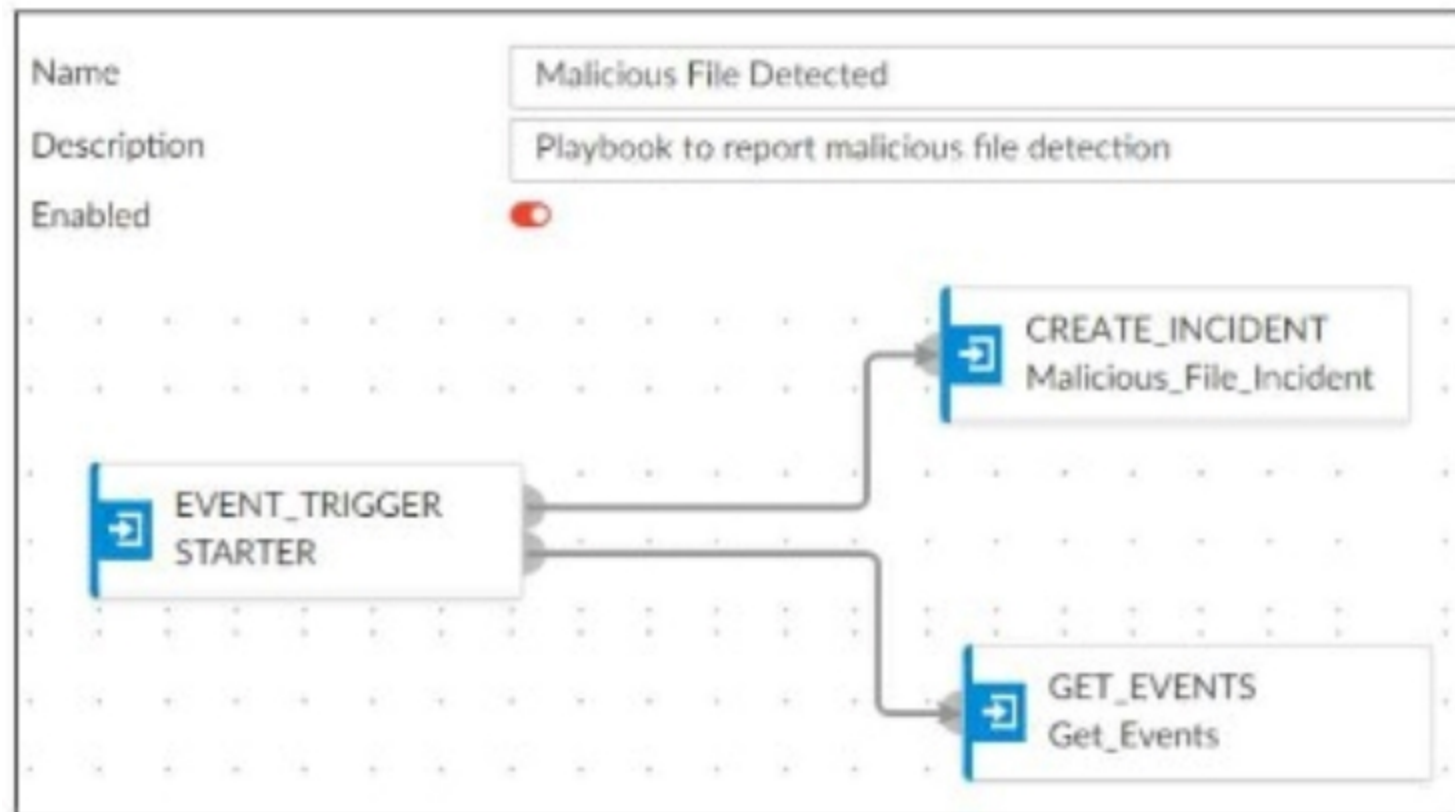 Name
Malicious File Detected
Description
Playbook to report malicious file detection
Enabled
CREATE_INCIDENT
Malicious_File_Incident
EVENT_TRIGGER
STARTER
GET_EVENTS
Get_Events